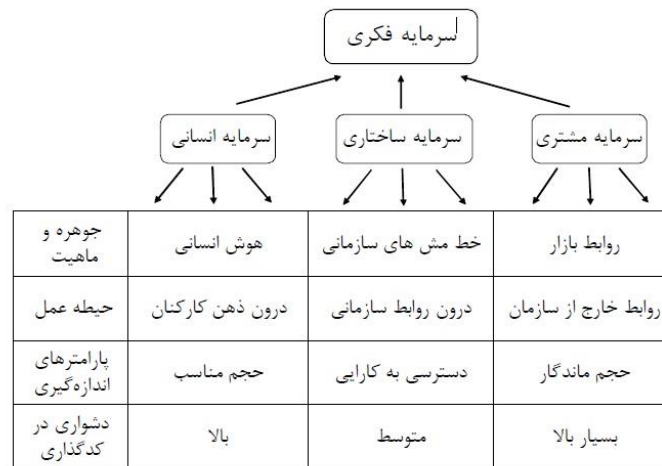 سرمایه فکری
سرمایه مشتری
سرمایه ساختاری
سرمایه انسانی
روابط بازار
خط مش های سازمانی
هوش انسانی
جوهره و
ماهیت
روابط خارج از سازمان
درون روابط سازمانی
درون ذهن کارکنان
حیطه عمل
حجم ماندگار
دسترسی به کارایی
حجم مناسب
پارامترهای
اندازه‌گیری
بسیار بالا
متوسط
بالا
دشواری در
کدگذاری